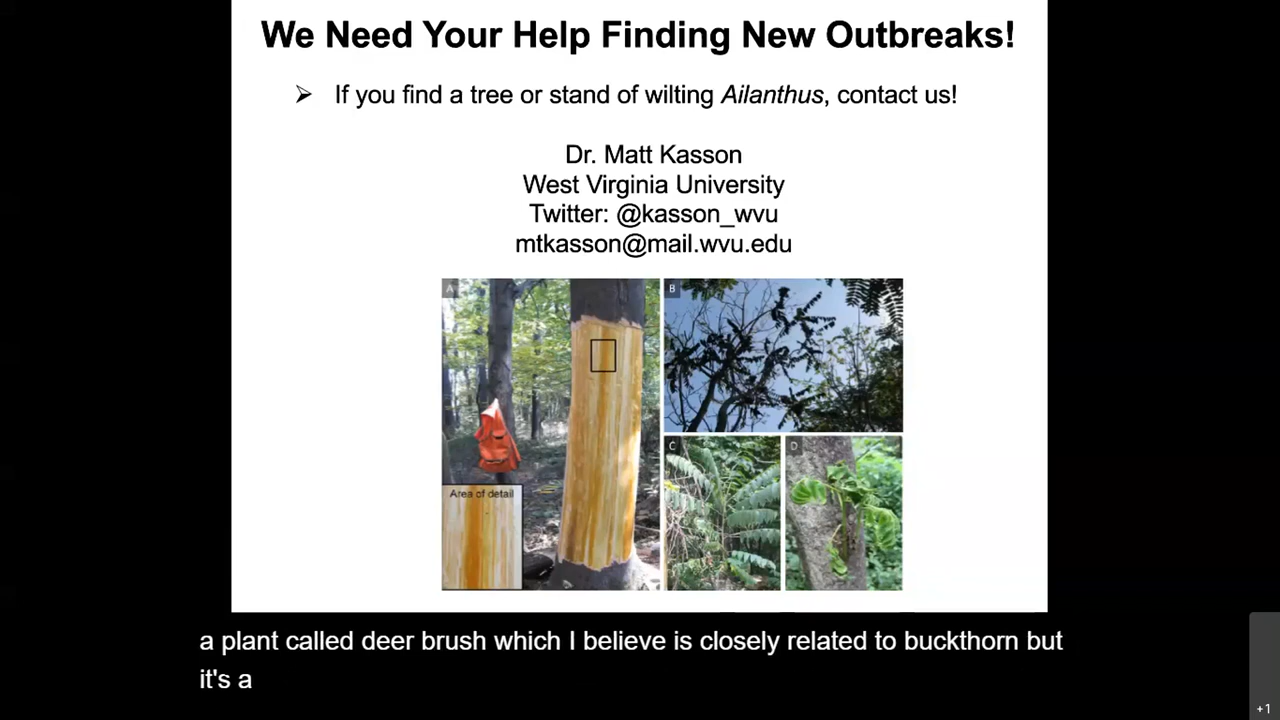 We Need Your Help Finding New Outbreaks!
➢ If you find a tree or stand of wilting Ailanthus, contact us!
Dr. Matt Kasson
West Virginia University
Twitter: @kasson_wvu
mtkasson@mail.wvu.edu
A
B
Area of detail
C
D
a plant called deer brush which I believe is closely related to buckthorn but
it's a
+1